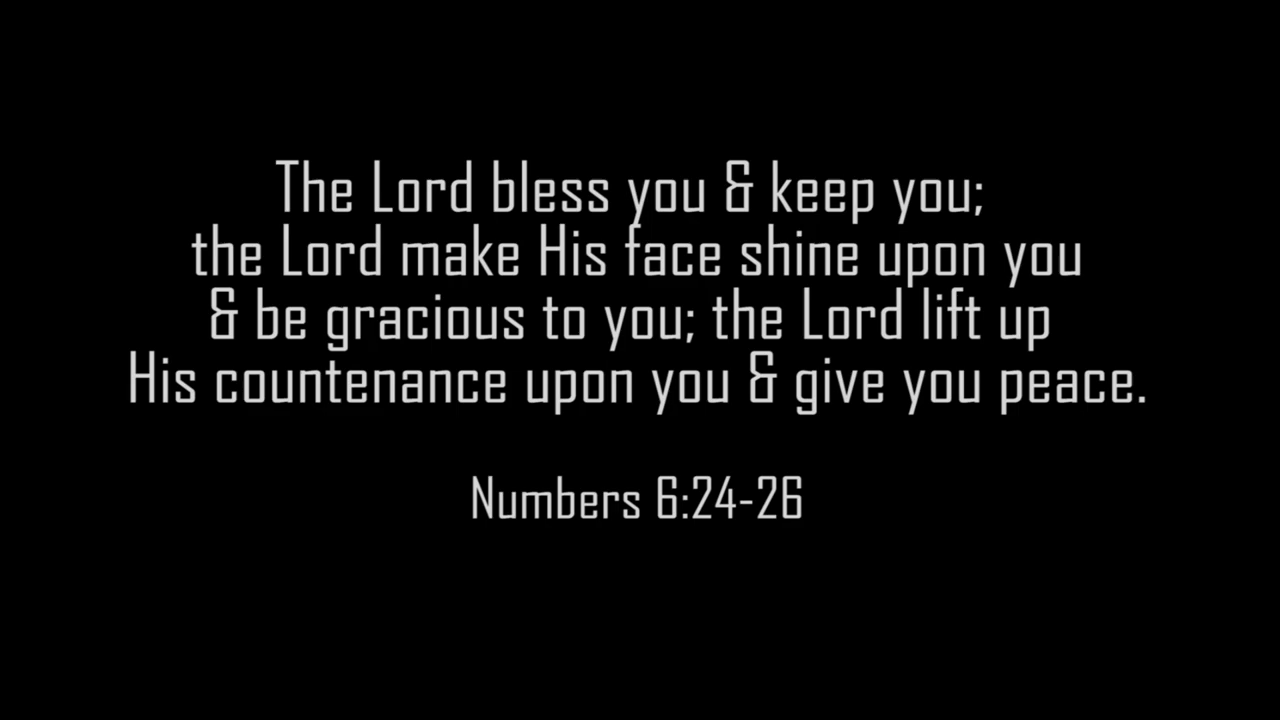 The Lord bless you & keep you;
the Lord make His face shine upon you
& be gracious to you; the Lord lift up
His countenance upon you & give you peace.
Numbers 6:24-26